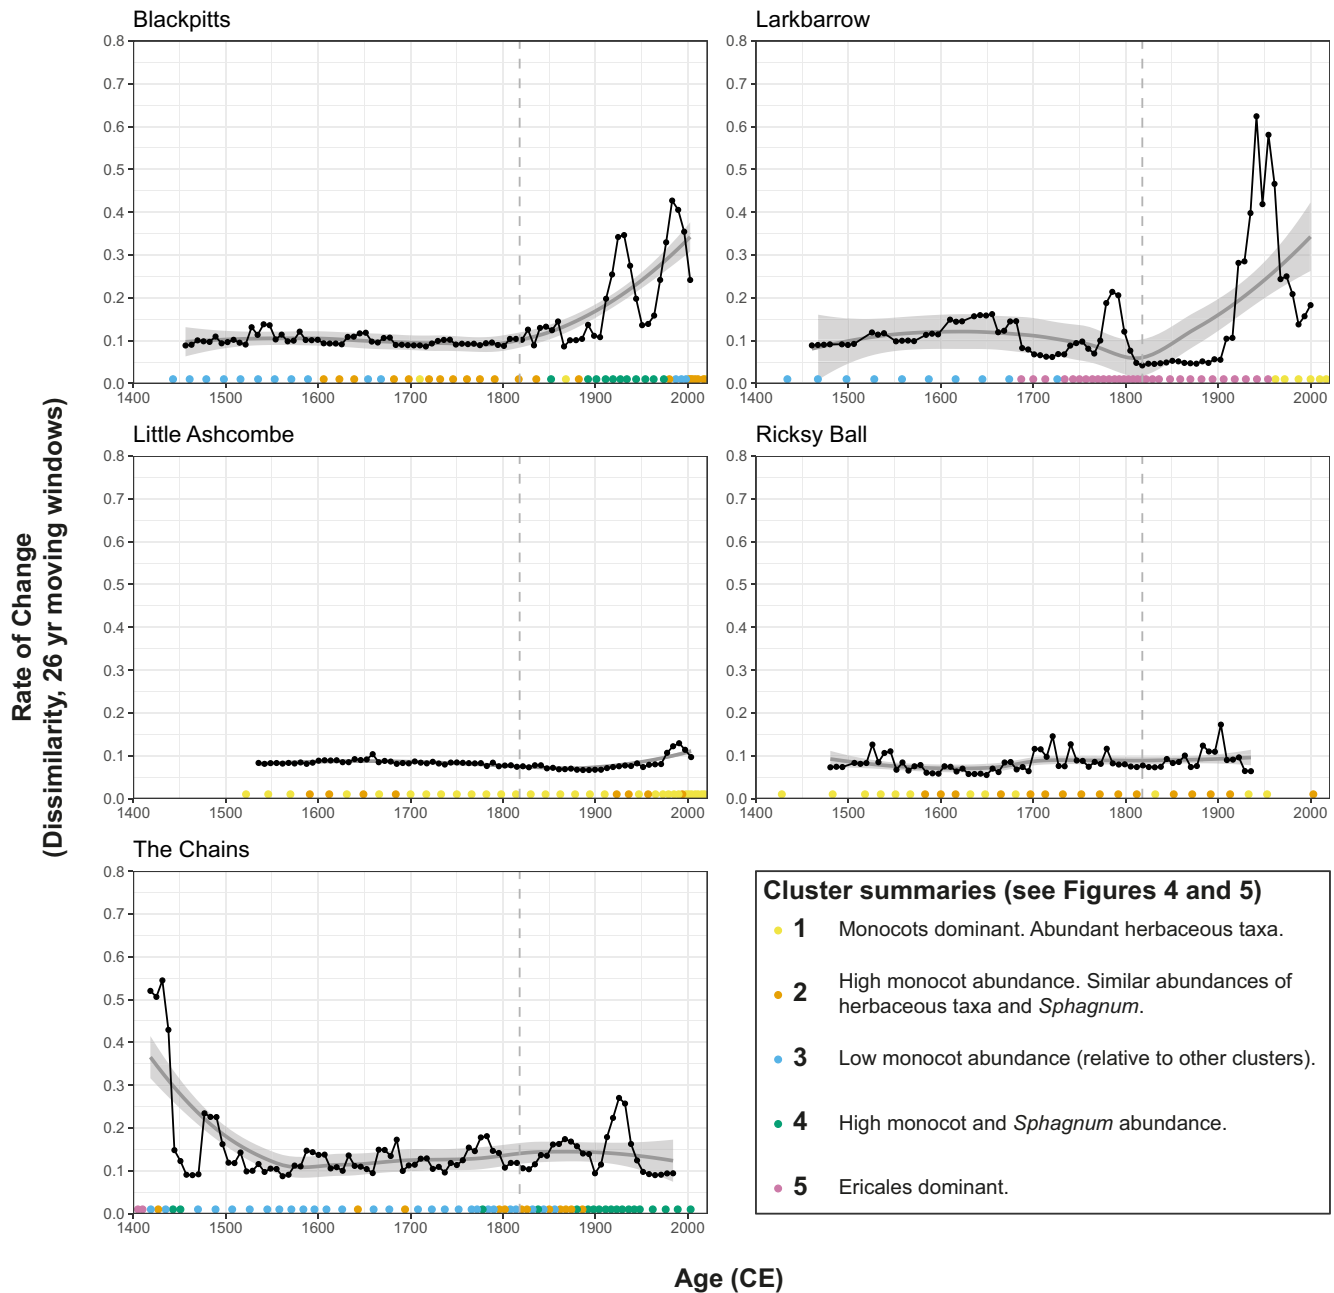 Blackpitts
0.8
0.7
0.6
0.5
0.4
0.3
0.2
0.1
0.0
1400 1500 1600 1700 1800 1900 2000
Larkbarrow
0.8
0.7
0.6
0.5
0.4
0.3
0.2
0.1
0.0
1400 1500 1600 1700 1800 1900 2000
Little Ashcombe
0.8
0.7
0.6
0.5
0.4
0.3
0.2
0.1
0.0
1400 1500 1600 1700 1800 1900 2000
Ricksy Ball
0.8
0.7
0.6
0.5
0.4
0.3
0.2
0.1
0.0
1400 1500 1600 1700 1800 1900 2000
The Chains
0.8
0.7
0.6
0.5
0.4
0.3
0.2
0.1
0.0
1400 1500 1600 1700 1800 1900 2000
Rate of Change
(Dissimilarity, 26 yr moving windows)
Age (CE)
Cluster summaries (see Figures 4 and 5)
1 Monocots dominant. Abundant herbaceous taxa.
2 High monocot abundance. Similar abundances of
herbaceous taxa and Sphagnum.
3 Low monocot abundance (relative to other clusters).
4 High monocot and Sphagnum abundance.
5 Ericales dominant.